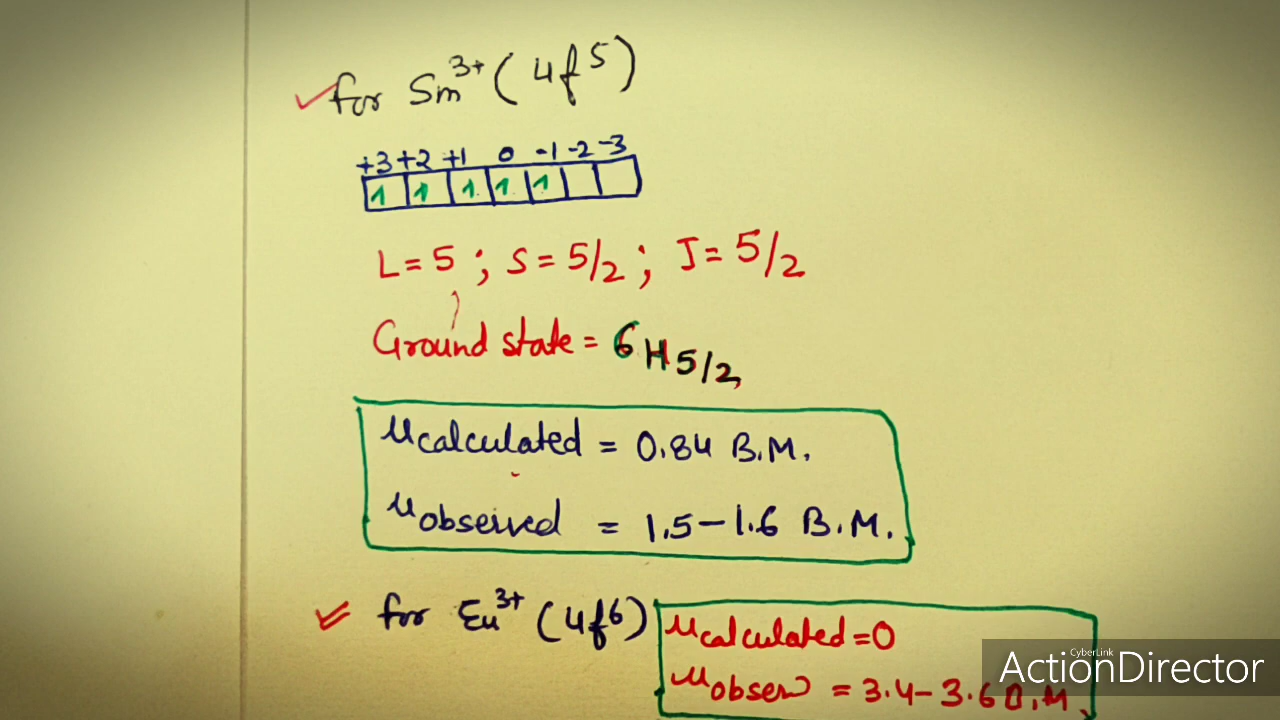 ✓ for Sm³⁺ ( 4f⁵ )
+3 +2 +1 0 -1 -2 -3
1 1 1 1 1
L = 5 ; S = 5/2 ; J = 5/2
Ground state = 6H5/2
μcalculated = 0.84 B.M.
μobserved = 1.5 – 1.6 B.M.
for Eu³⁺ (4f⁶)
μcalculated = 0
μobser = 3.4 – 3.6 B.M.
CyberLink
ActionDirector